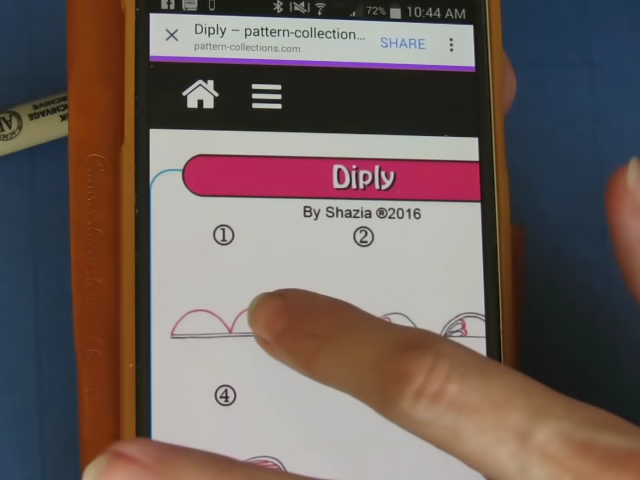 72% 10:44 AM
Diply – pattern-collection...
pattern-collections.com
SHARE
Diply
By Shazia ®2016
① ②
④